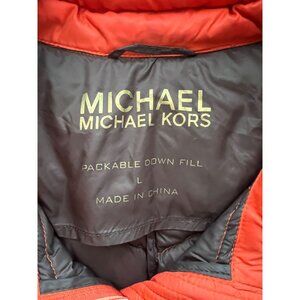 MICHAEL
MICHAEL KORS
PACKABLE DOWN FILL
L
MADE IN CHINA